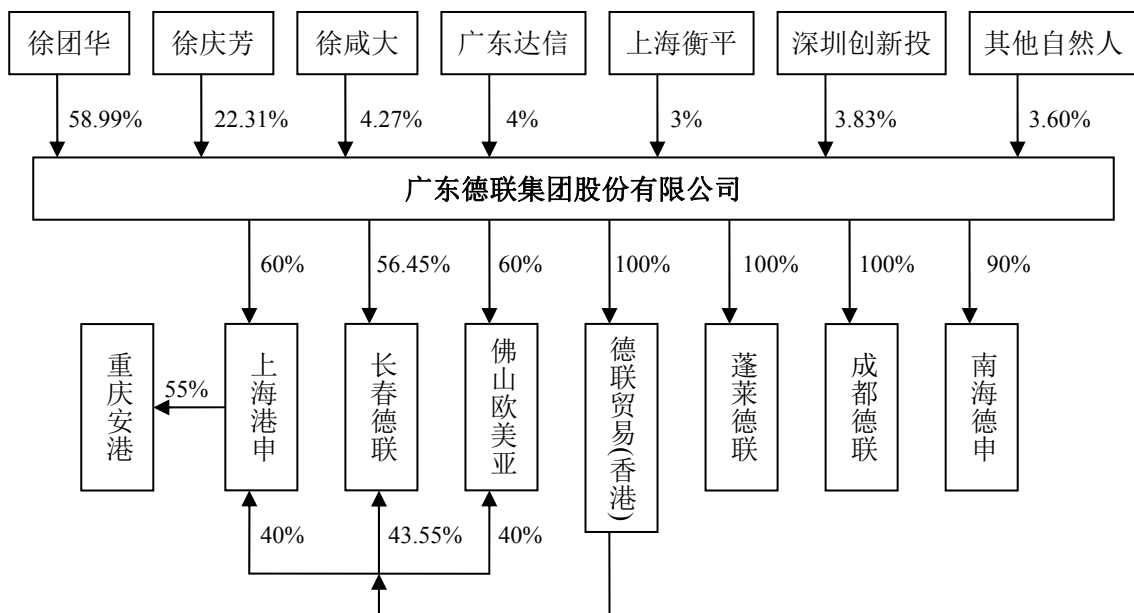 徐团华
徐庆芳
徐咸大
广东达信
上海衡平
深圳创新投
其他自然人
58.99%
22.31%
4.27%
4%
3%
3.83%
3.60%
广东德联集团股份有限公司
60%
56.45%
60%
100%
100%
100%
90%
重庆安港
55%
上海港申
长春德联
佛山欧美亚
德联贸易(香港)
蓬莱德联
成都德联
南海德申
40%
43.55%
40%